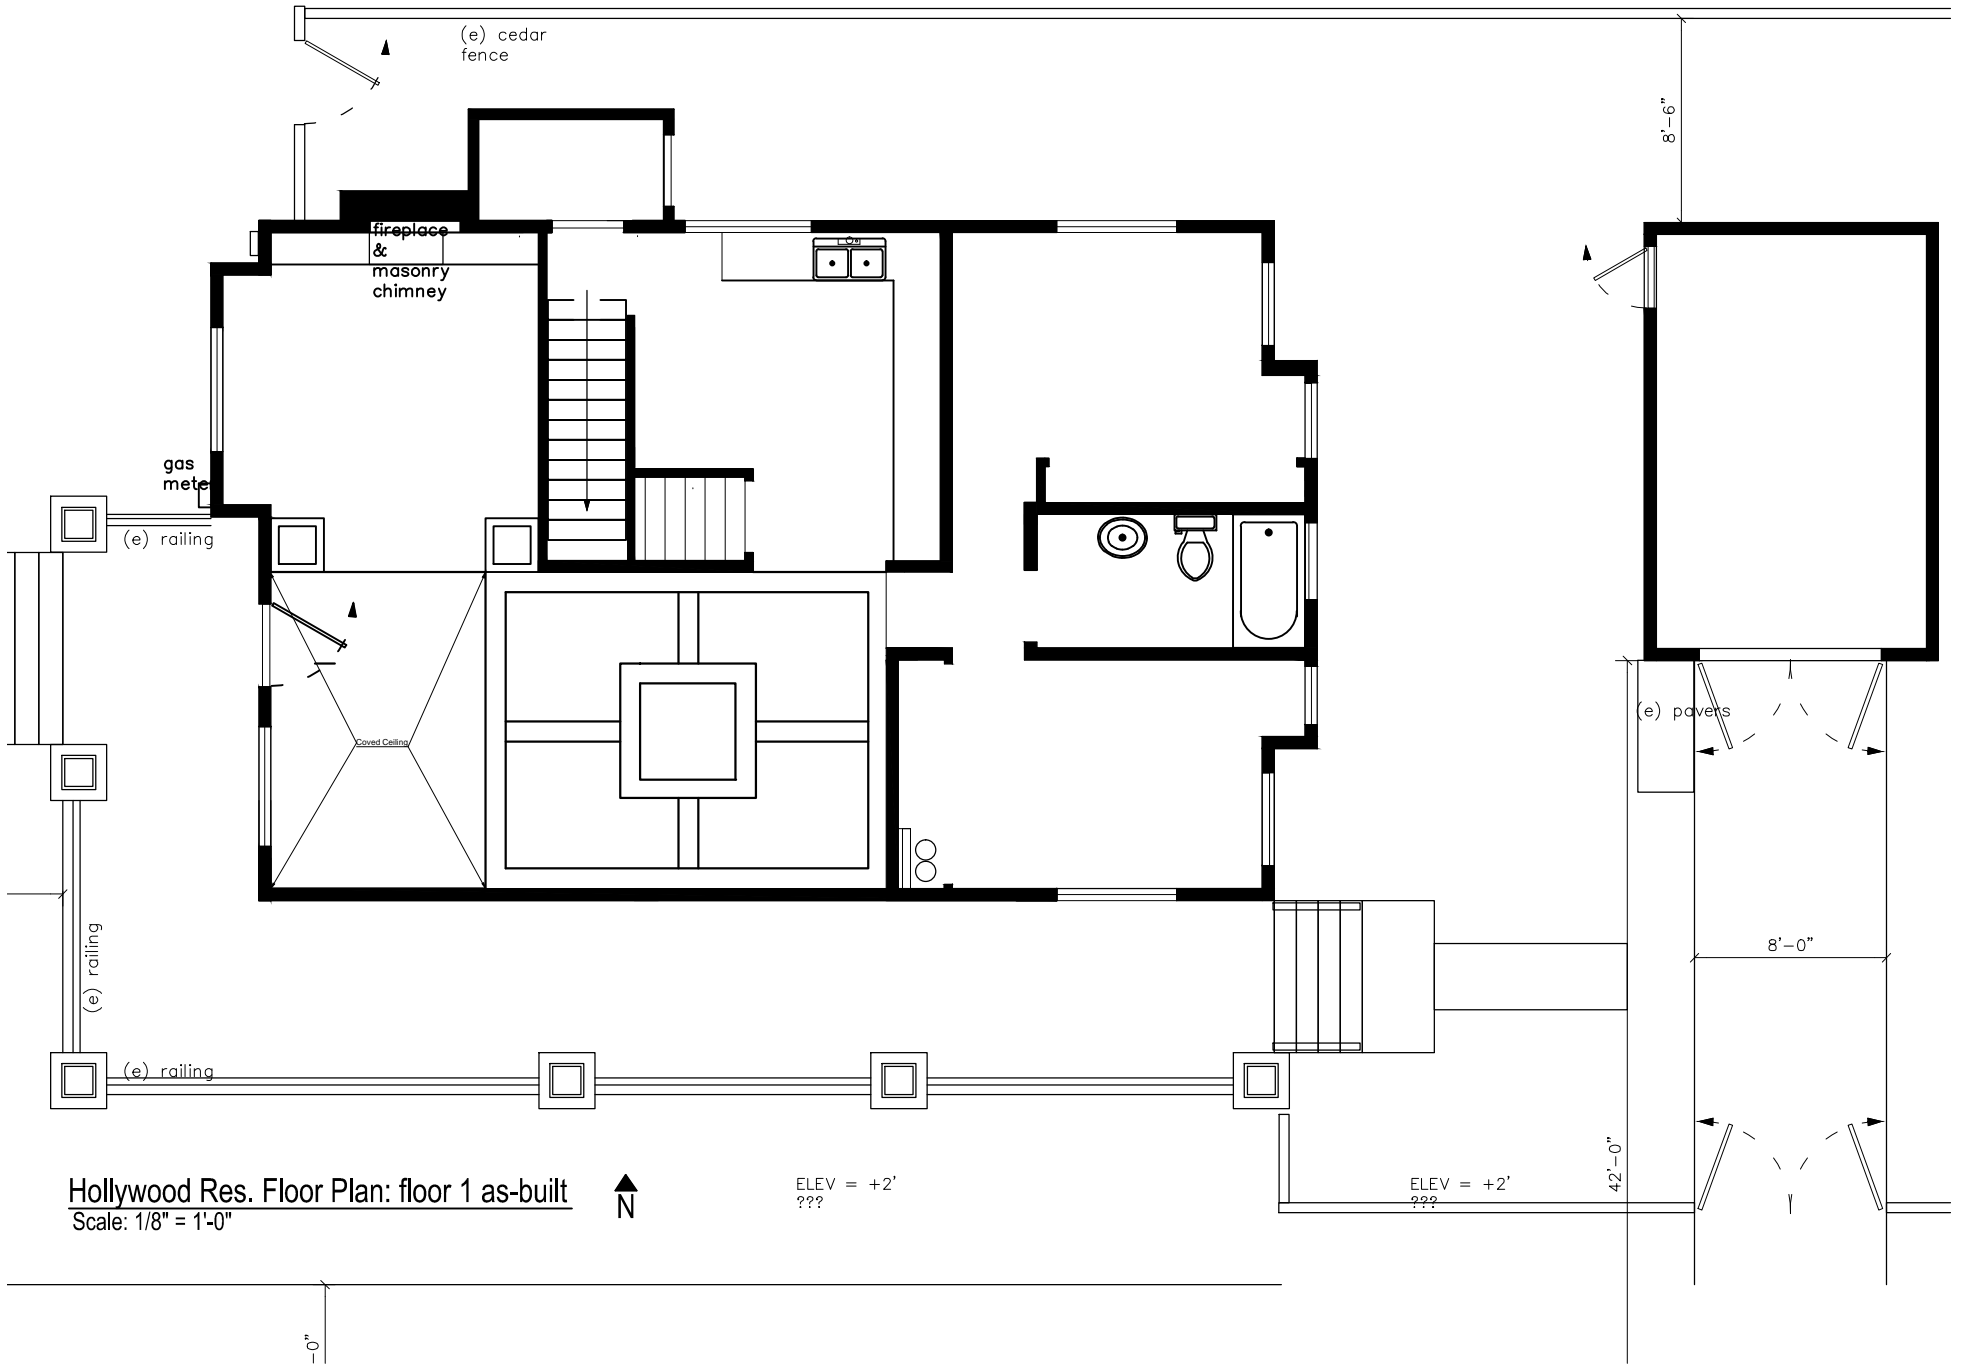 (e) cedar
fence
8'-6"
fireplace
&
masonry
chimney
gas
mete
(e) railing
(e) pavers
Coved Ceiling
8'-0"
(e) railing
(e) railing
42'-0"
Hollywood Res. Floor Plan: floor 1 as-built
Scale: 1/8" = 1'-0"
N
ELEV = +2'
???
ELEV = +2'
???
-0"